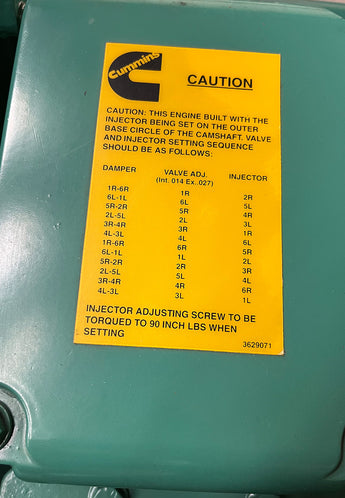 Cummins
CAUTION
CAUTION: THIS ENGINE BUILT WITH THE
INJECTOR BEING SET ON THE OUTER
BASE CIRCLE OF THE CAMSHAFT. VALVE
AND INJECTOR SETTING SEQUENCE
SHOULD BE AS FOLLOWS:
DAMPER VALVE ADJ. INJECTOR
(Int. 014 Ex..027)
1R-6R 1R 2R
6L-1L 6L 5L
5R-2R 5R 4R
2L-5L 2L 3L
3R-4R 3R 1R
4L-3L 4L 6L
1R-6R 6R 5R
6L-1L 1L 2L
5R-2R 2R 3R
2L-5L 5L 4L
3R-4R 4R 6R
4L-3L 3L 1L
INJECTOR ADJUSTING SCREW TO BE
TORQUED TO 90 INCH LBS WHEN
SETTING
3629071